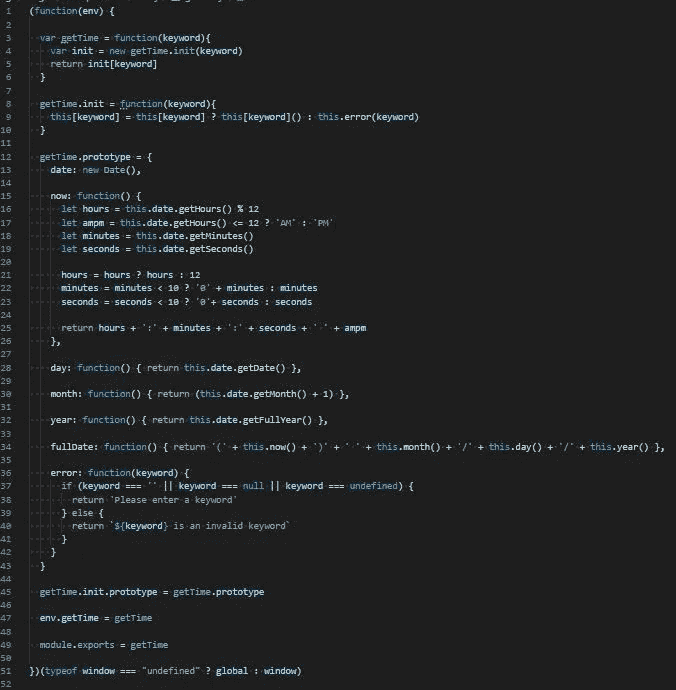 1 (function(env) {
2
3 var getTime = function(keyword){
4 var init = new getTime.init(keyword)
5 return init[keyword]
6 }
7
8 getTime.init = function(keyword){
9 this[keyword] = this[keyword] ? this[keyword]() : this.error(keyword)
10 }
11
12 getTime.prototype = {
13 date: new Date(),
14
15 now: function() {
16 let hours = this.date.getHours() % 12
17 let ampm = this.date.getHours() <= 12 ? 'AM' : 'PM'
18 let minutes = this.date.getMinutes()
19 let seconds = this.date.getSeconds()
20
21 hours = hours ? hours : 12
22 minutes = minutes < 10 ? '0' + minutes : minutes
23 seconds = seconds < 10 ? '0'+ seconds : seconds
24
25 return hours + ':' + minutes + ':' + seconds + ' ' + ampm
26 },
27
28 day: function() { return this.date.getDate() },
29
30 month: function() { return (this.date.getMonth() + 1) },
31
32 year: function() { return this.date.getFullYear() },
33
34 fullDate: function() { return '(' + this.now() + ')' + ' ' + this.month() + '/' + this.day() + '/' + this.year() },
35
36 error: function(keyword) {
37 if (keyword === '' || keyword === null || keyword === undefined) {
38 return 'Please enter a keyword'
39 } else {
40 return `${keyword} is an invalid keyword`
41 }
42 }
43 }
44
45 getTime.init.prototype = getTime.prototype
46
47 env.getTime = getTime
48
49 module.exports = getTime
50
51 })(typeof window === "undefined" ? global : window)
52